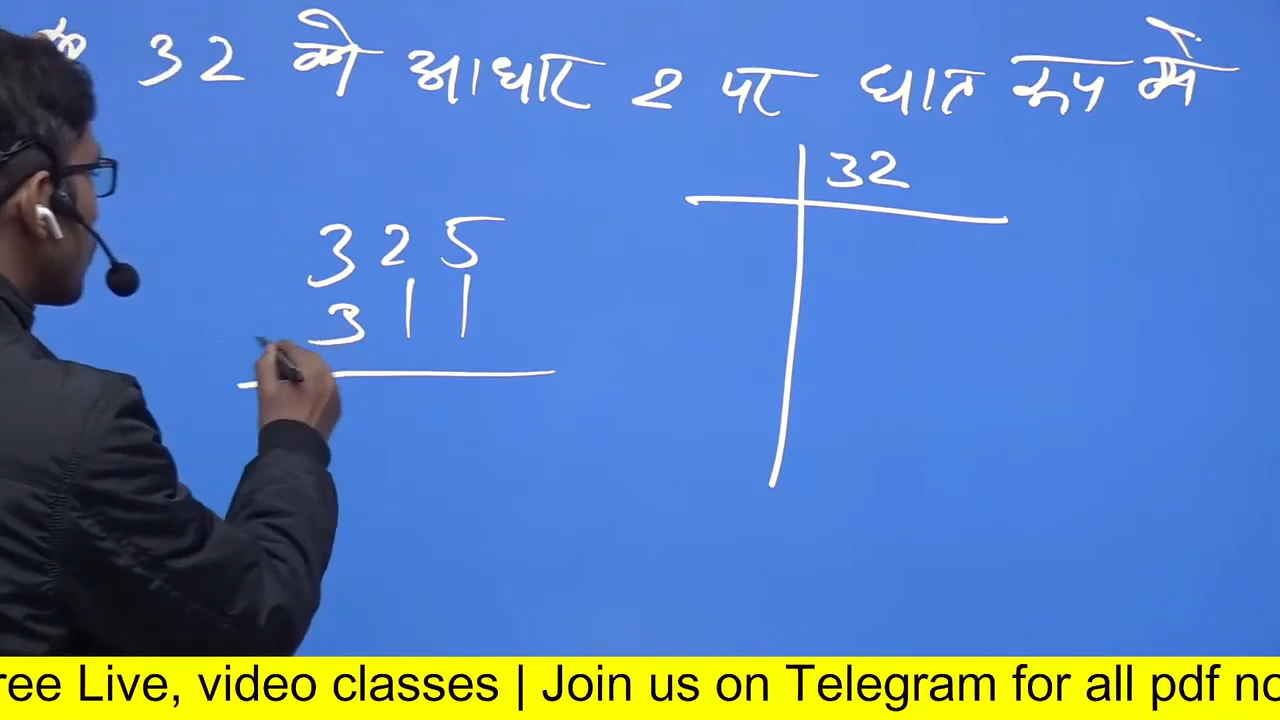 32 को आधार 2 पर घात रूप में
32
325
311
ree Live, video classes | Join us on Telegram for all pdf no